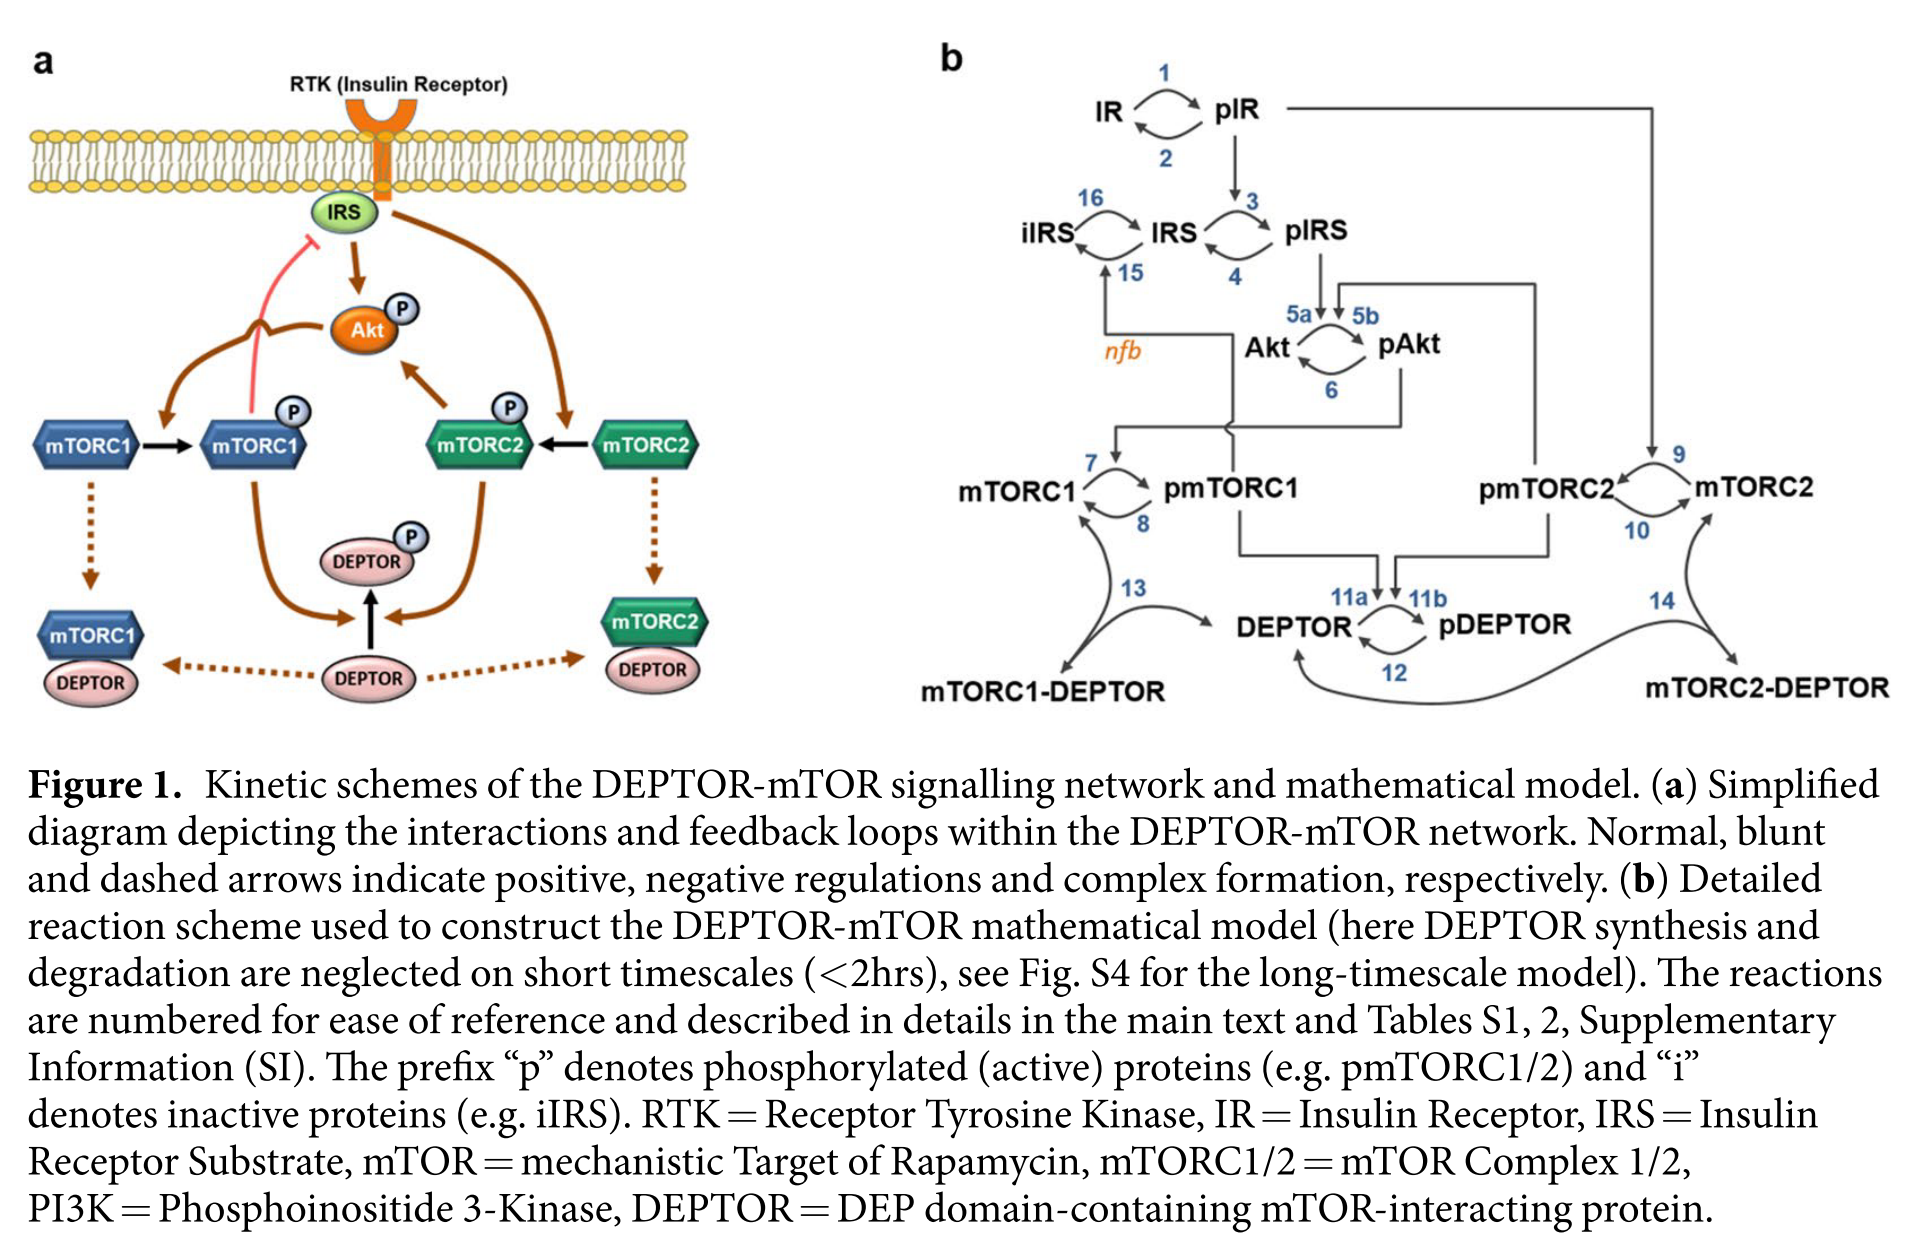 a
RTK (Insulin Receptor)
IRS
Akt
P
mTORC1
mTORC1
P
mTORC2
P
mTORC2
DEPTOR
P
mTORC1
DEPTOR
DEPTOR
mTORC2
DEPTOR
b
1
IR
pIR
2
16
3
iIRS
IRS
pIRS
15
4
5a
5b
nfb
Akt
pAkt
6
7
9
mTORC1
pmTORC1
pmTORC2
mTORC2
8
10
13
11a
11b
14
DEPTOR
pDEPTOR
12
mTORC1-DEPTOR
mTORC2-DEPTOR
Figure 1. Kinetic schemes of the DEPTOR-mTOR signalling network and mathematical model. (a) Simplified
diagram depicting the interactions and feedback loops within the DEPTOR-mTOR network. Normal, blunt
and dashed arrows indicate positive, negative regulations and complex formation, respectively. (b) Detailed
reaction scheme used to construct the DEPTOR-mTOR mathematical model (here DEPTOR synthesis and
degradation are neglected on short timescales (<2hrs), see Fig. S4 for the long-timescale model). The reactions
are numbered for ease of reference and described in details in the main text and Tables S1, 2, Supplementary
Information (SI). The prefix “p” denotes phosphorylated (active) proteins (e.g. pmTORC1/2) and “i”
denotes inactive proteins (e.g. iIRS). RTK = Receptor Tyrosine Kinase, IR = Insulin Receptor, IRS = Insulin
Receptor Substrate, mTOR = mechanistic Target of Rapamycin, mTORC1/2 = mTOR Complex 1/2,
PI3K = Phosphoinositide 3-Kinase, DEPTOR = DEP domain-containing mTOR-interacting protein.